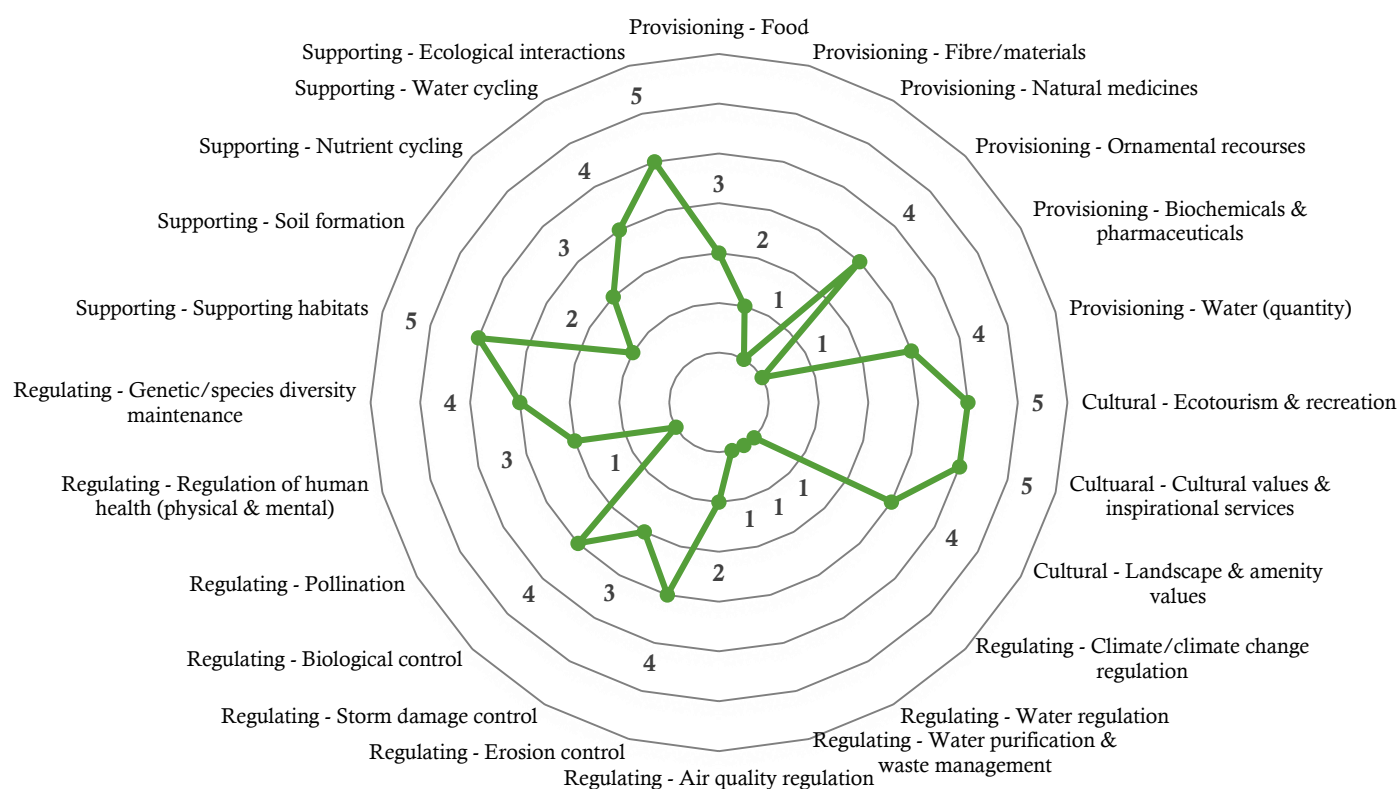 Provisioning - Food
Supporting - Ecological interactions
Provisioning - Fibre/materials
Supporting - Water cycling
Provisioning - Natural medicines
5
Supporting - Nutrient cycling
Provisioning - Ornamental recourses
4
3
4
Supporting - Soil formation
Provisioning - Biochemicals &
pharmaceuticals
3
2
Supporting - Supporting habitats
Provisioning - Water (quantity)
5
2
1
1
4
Regulating - Genetic/species diversity
maintenance
4
5
Cultural - Ecotourism & recreation
3
1
Regulating - Regulation of human
health (physical & mental)
1
5
Cultuaral - Cultural values &
inspirational services
1
1
4
Regulating - Pollination
4
3
2
Cultural - Landscape & amenity
values
Regulating - Biological control
4
Regulating - Climate/climate change
regulation
Regulating - Storm damage control
Regulating - Water regulation
Regulating - Erosion control
Regulating - Water purification &
waste management
Regulating - Air quality regulation